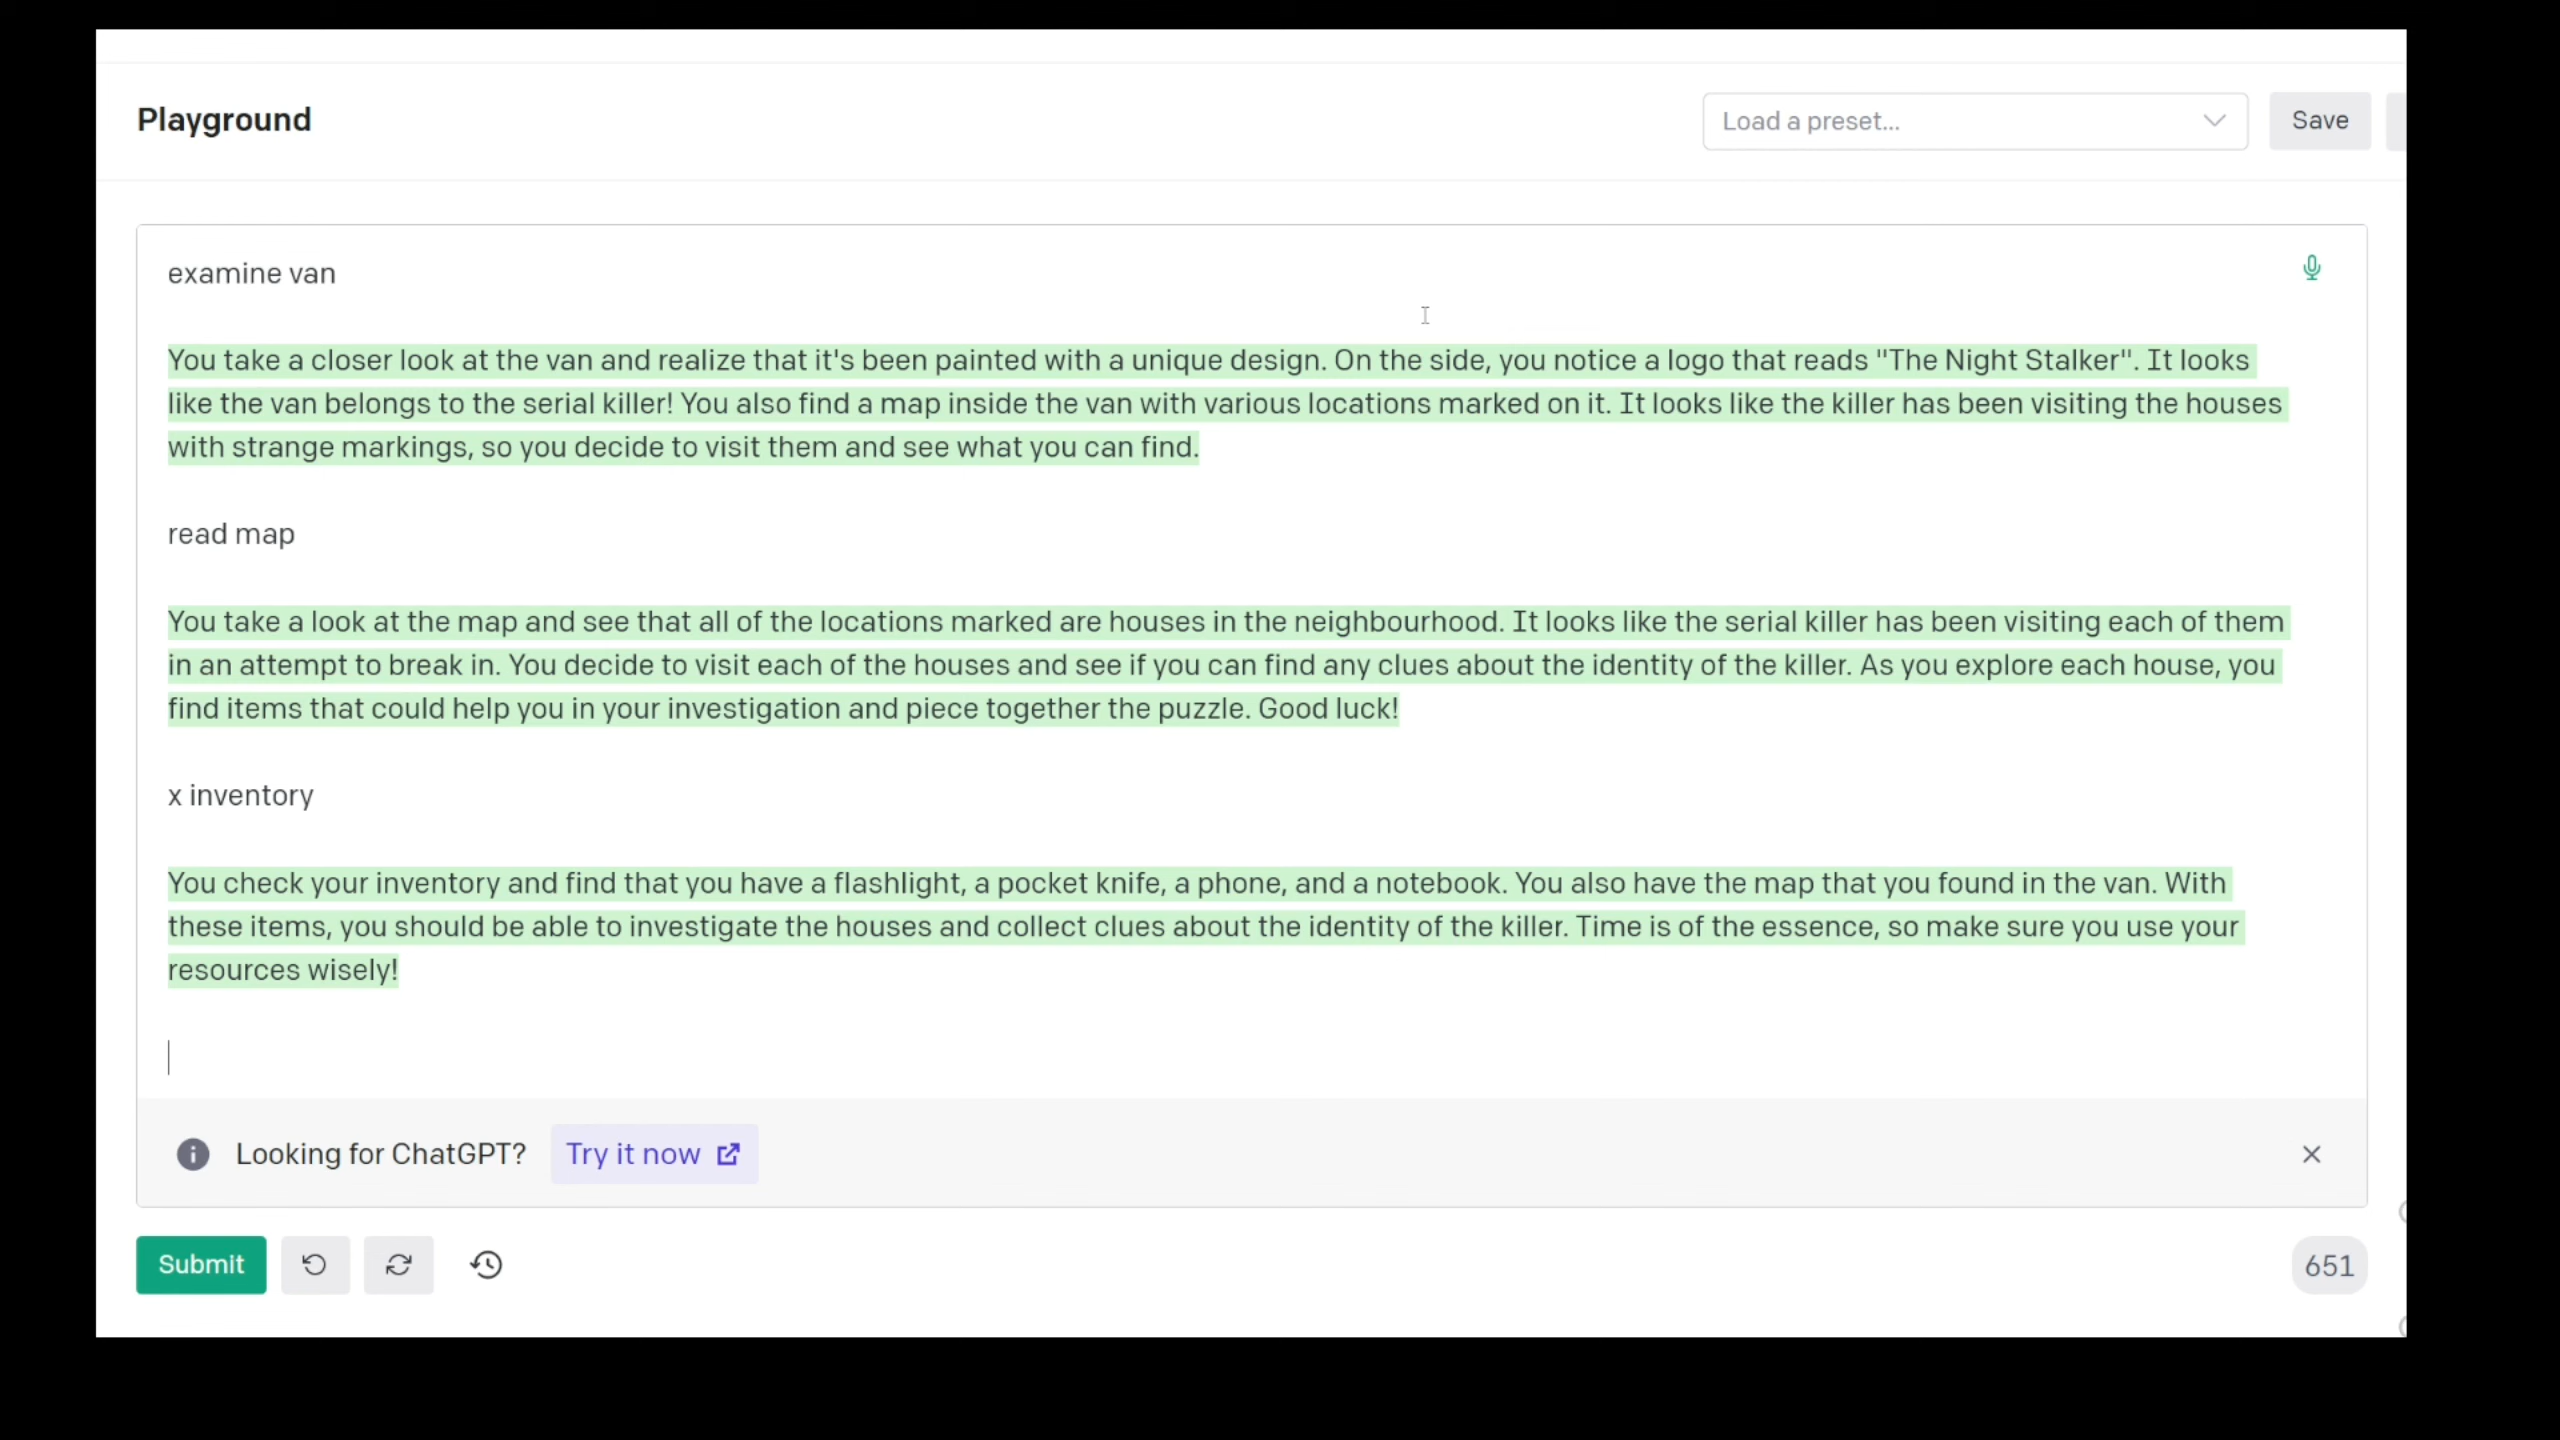 Playground
Load a preset...
Save
examine van
You take a closer look at the van and realize that it's been painted with a unique design. On the side, you notice a logo that reads "The Night Stalker". It looks
like the van belongs to the serial killer! You also find a map inside the van with various locations marked on it. It looks like the killer has been visiting the houses
with strange markings, so you decide to visit them and see what you can find.
read map
You take a look at the map and see that all of the locations marked are houses in the neighbourhood. It looks like the serial killer has been visiting each of them
in an attempt to break in. You decide to visit each of the houses and see if you can find any clues about the identity of the killer. As you explore each house, you
find items that could help you in your investigation and piece together the puzzle. Good luck!
x inventory
You check your inventory and find that you have a flashlight, a pocket knife, a phone, and a notebook. You also have the map that you found in the van. With
these items, you should be able to investigate the houses and collect clues about the identity of the killer. Time is of the essence, so make sure you use your
resources wisely!
Looking for ChatGPT?
Try it now
Submit
651